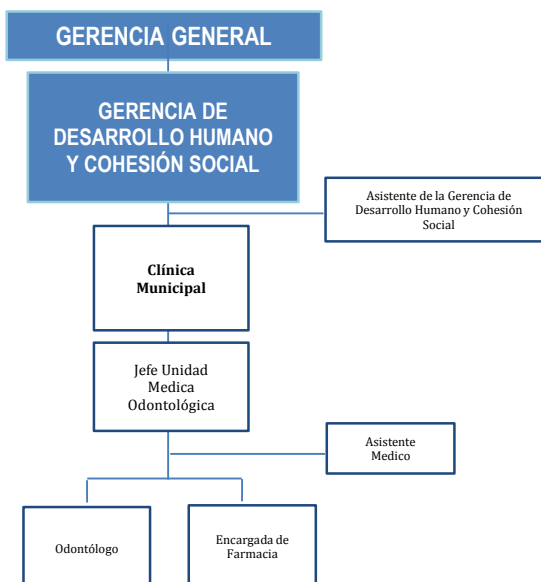 GERENCIA GENERAL
GERENCIA DE
DESARROLLO HUMANO
Y COHESIÓN SOCIAL
Asistente de la Gerencia de
Desarrollo Humano y Cohesión
Social
Clínica
Municipal
Jefe Unidad
Medica
Odontológica
Asistente
Medico
Odontólogo
Encargada de
Farmacia